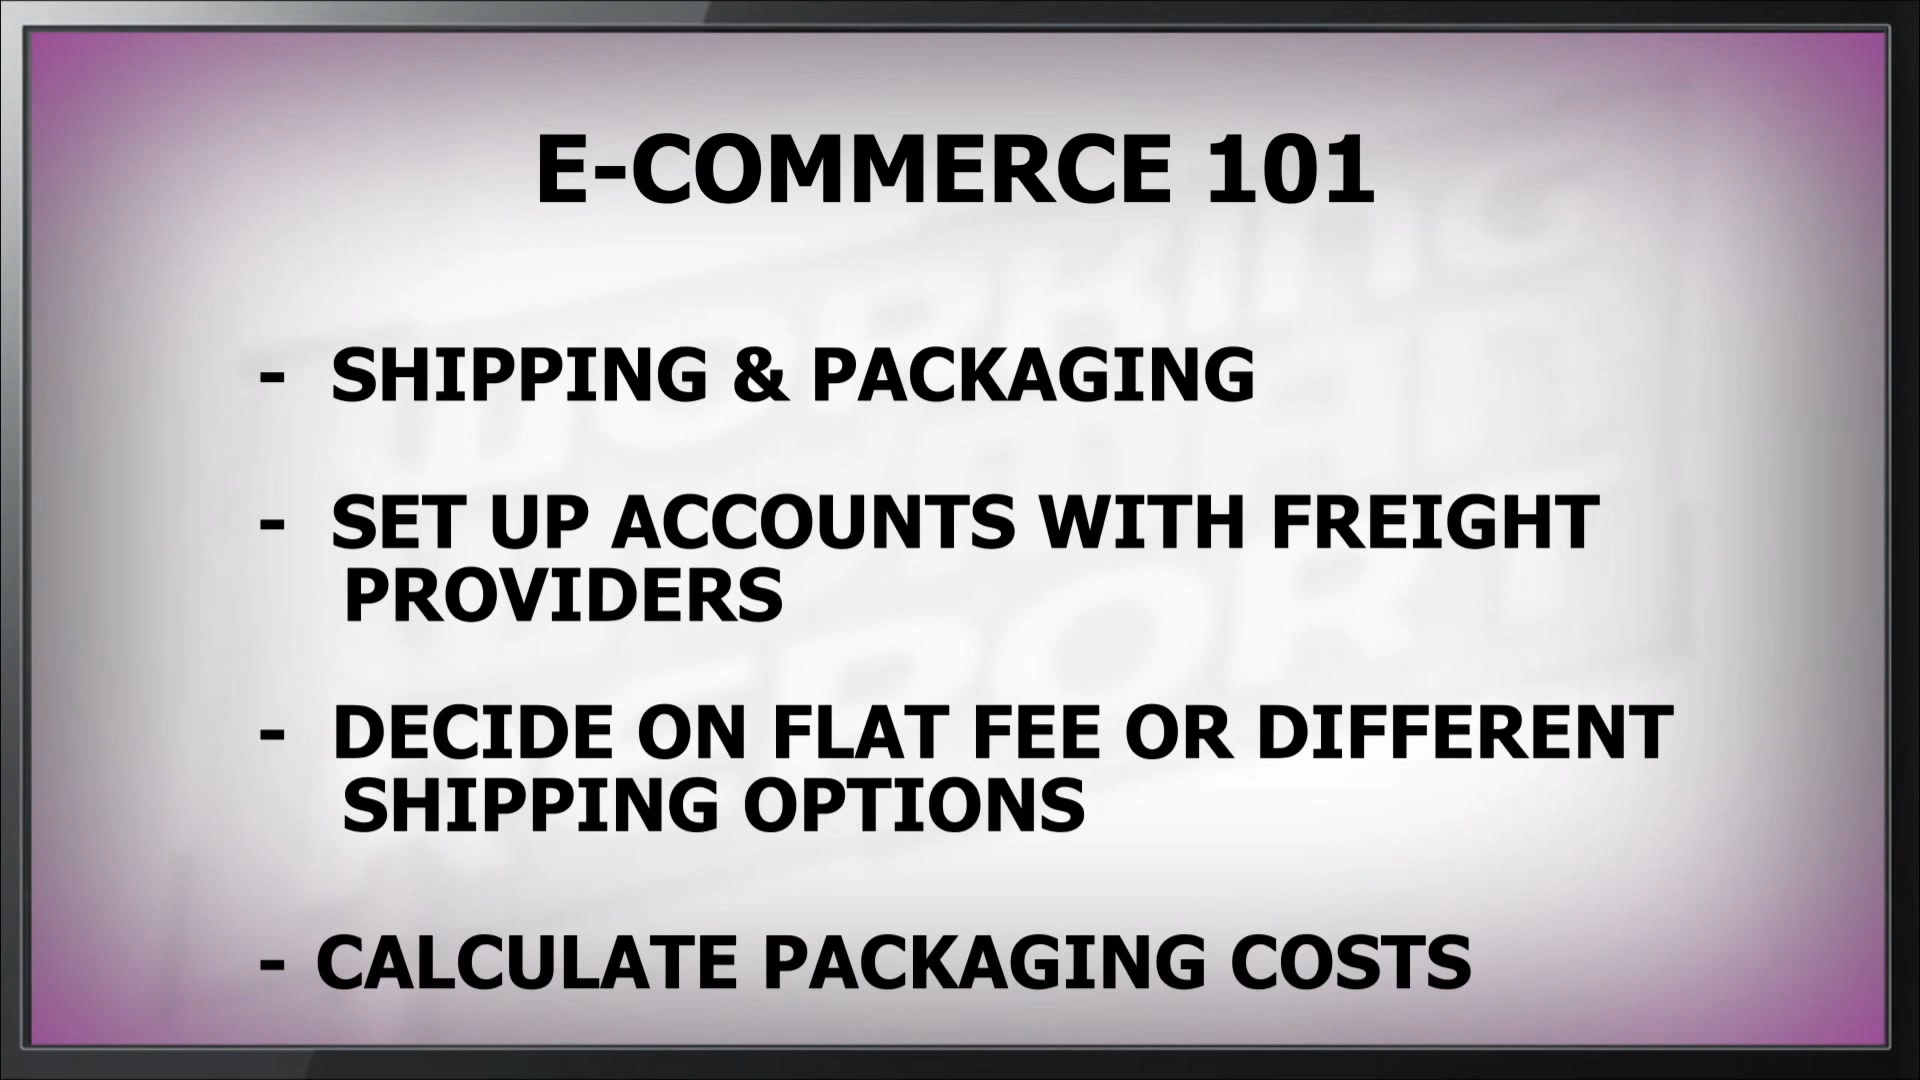 E-COMMERCE 101
- SHIPPING & PACKAGING
- SET UP ACCOUNTS WITH FREIGHT
PROVIDERS
- DECIDE ON FLAT FEE OR DIFFERENT
SHIPPING OPTIONS
- CALCULATE PACKAGING COSTS